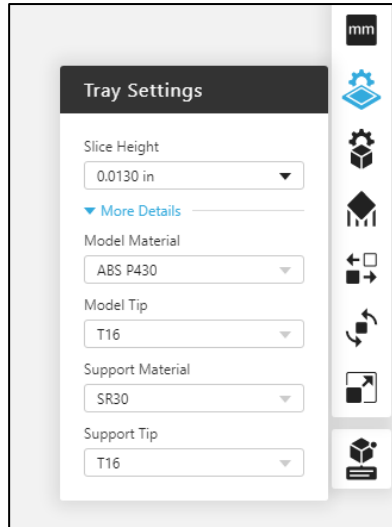 mm
Tray Settings
Slice Height
0.0130 in
More Details
Model Material
ABS P430
Model Tip
T16
Support Material
SR30
Support Tip
T16